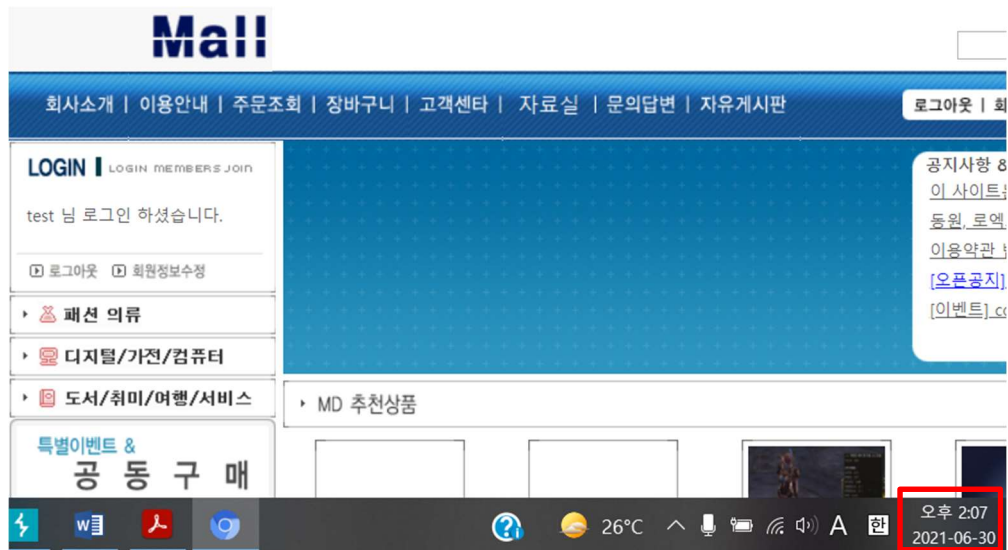 Mall
회사소개 | 이용안내 | 주문조회 | 장바구니 | 고객센타 | 자료실 | 문의답변 | 자유게시판
로그아웃 |
LOGIN LOGIN MEMBERS JOIN
test 님 로그인 하셨습니다.
로그아웃 회원정보수정
패션 의류
디지털/가전/컴퓨터
도서/취미/여행/서비스
특별이벤트 &
공동구매
공지사항 &
이 사이트
동원, 로엑
이용약관
[오픈공지]
[이벤트]
MD 추천상품
26°C A 한
오후 2:07
2021-06-30